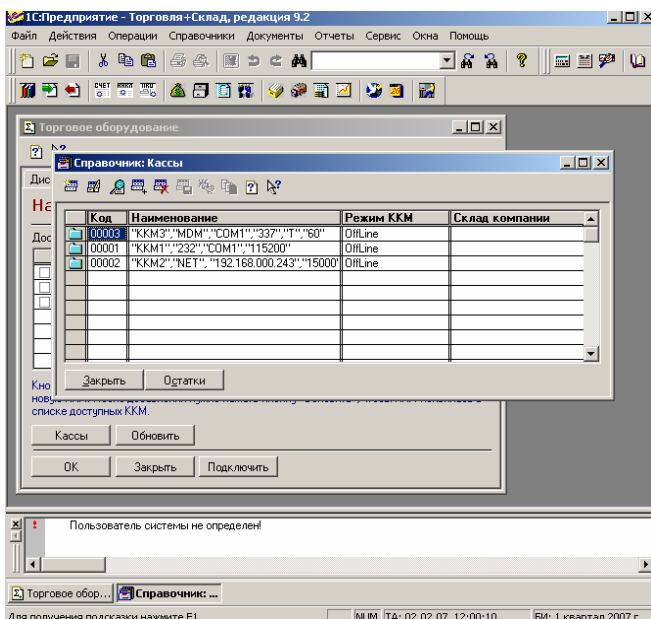 1С:Предприятие - Торговля+Склад, редакция 9.2
Файл Действия Операции Справочники Документы Отчеты Сервис Окна Помощь
Торговое оборудование
Справочник: Кассы
Код Наименование Режим ККМ Склад компании
00003 "ККМ3","MDM","COM1","337","T","60" OffLine
00001 "ККМ1","232","COM1","115200" OffLine
00002 "ККМ2","NET", "192.168.000.243","15000" OffLine
Закрыть Остатки
списке доступных ККМ.
Кассы Обновить
OK Закрыть Подключить
Пользователь системы не определен!
Торговое обор... Справочник: ...
Для получения подсказки нажмите F1 NUM ТА: 02.02.07 12:00:10 БИ: 1 квартал 2007 г.